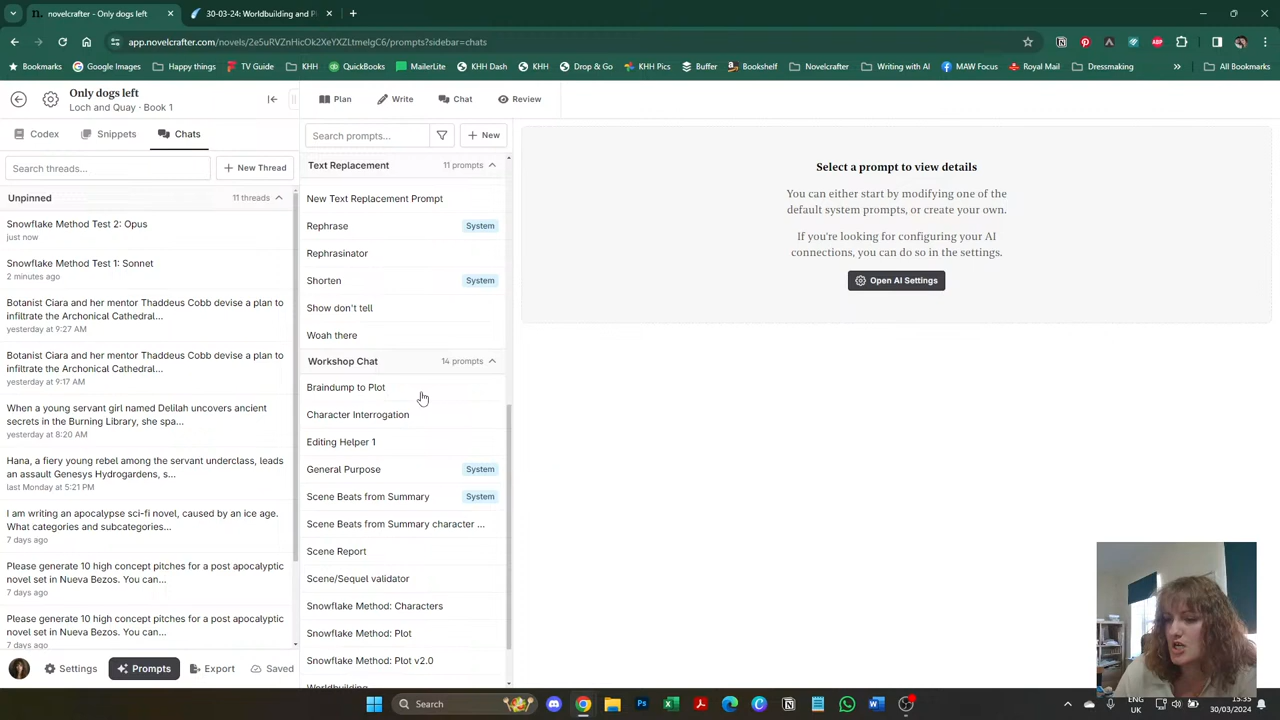 novelcrafter - Only dogs left
30-03-24: Worldbuilding and P
app.novelcrafter.com/novels/2e5uRVZnHicOk2XeYXZLtmelgC6/prompts?sidebar=chats
Bookmarks
Google Images
Happy things
TV Guide
KHH
QuickBooks
MailerLite
KHH Dash
Drop & Go
KHH Pics
Buffer
Bookshelf
Novelcrafter
Writing with AI
MAW Focus
Royal Mail
Dressmaking
All Bookmarks
Only dogs left
Loch and Quay - Book 1
Plan
Write
Chat
Review
Codex
Snippets
Chats
Search prompts...
New
Search threads...
New Thread
Unpinned
11 threads
Snowflake Method Test 2: Opus
just now
Snowflake Method Test 1: Sonnet
2 minutes ago
Botanist Ciara and her mentor Thaddeus Cobb devise a plan to
infiltrate the Archonical Cathedral...
yesterday at 9:27 AM
Botanist Ciara and her mentor Thaddeus Cobb devise a plan to
infiltrate the Archonical Cathedral...
yesterday at 9:17 AM
When a young servant girl named Delilah uncovers ancient
secrets in the Burning Library, she spa...
yesterday at 8:20 AM
Hana, a fiery young rebel among the servant underclass, leads
an assault Genesys Hydrogardens, s...
last Monday at 5:21 PM
I am writing an apocalypse sci-fi novel, caused by an ice age.
What categories and subcategories...
7 days ago
Please generate 10 high concept pitches for a post apocalyptic
novel set in Nueva Bezos. You can...
7 days ago
Please generate 10 high concept pitches for a post apocalyptic
novel set in Nueva Bezos. You can...
7 days ago
Settings
Prompts
Export
Saved
Text Replacement
11 prompts
New Text Replacement Prompt
Rephrase
System
Rephrasinator
Shorten
System
Show don't tell
Woah there
Workshop Chat
14 prompts
Braindump to Plot
Character Interrogation
Editing Helper 1
General Purpose
System
Scene Beats from Summary
System
Scene Beats from Summary character ...
Scene Report
Scene/Sequel validator
Snowflake Method: Characters
Snowflake Method: Plot
Snowflake Method: Plot v2.0
Worldbuilding
Select a prompt to view details
You can either start by modifying one of the
default system prompts, or create your own.
If you're looking for configuring your AI
connections, you can do so in the settings.
Open AI Settings
Search
ENG
UK
15:35
30/03/2024